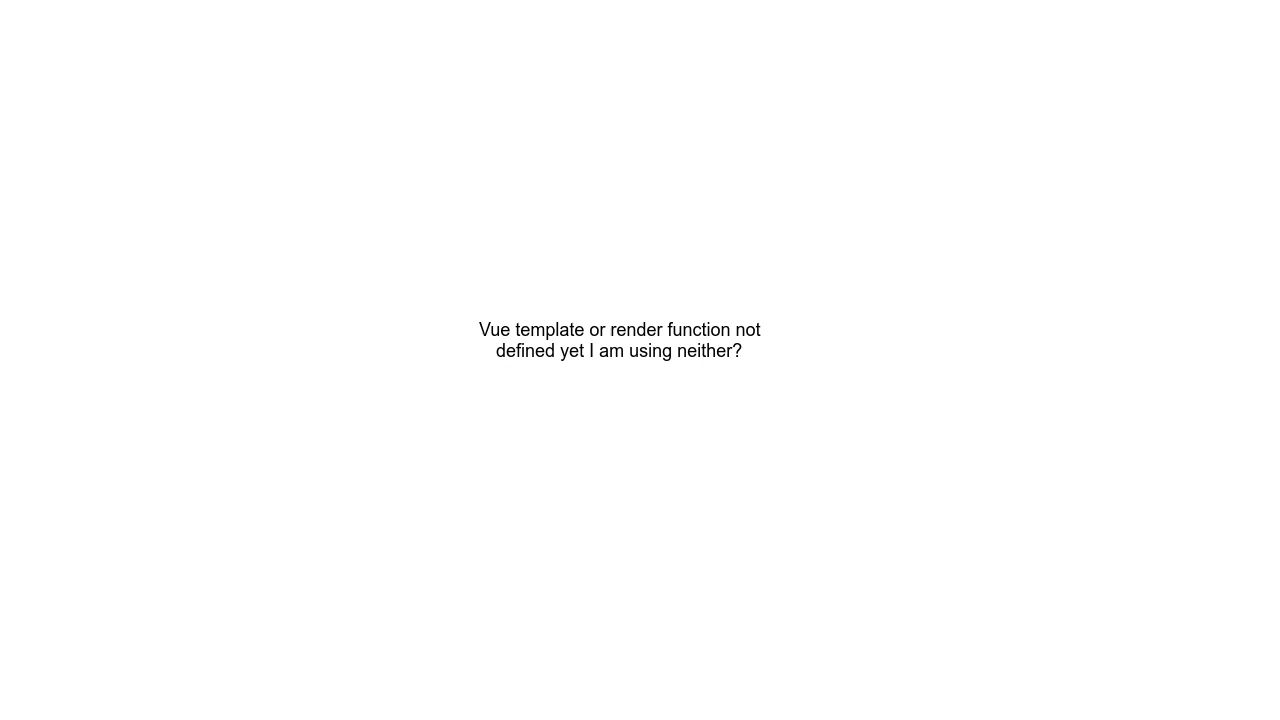 Vue template or render function not
defined yet I am using neither?